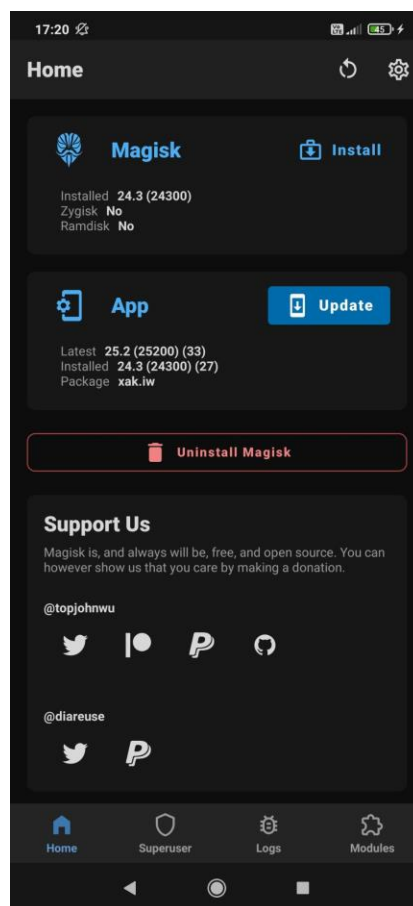 17:20
45
Home
Magisk
Install
Installed 24.3 (24300)
Zygisk No
Ramdisk No
App
Update
Latest 25.2 (25200) (33)
Installed 24.3 (24300) (27)
Package xak.iw
Uninstall Magisk
Support Us
Magisk is, and always will be, free, and open source. You can
however show us that you care by making a donation.
@topjohnwu
@diareuse
Home
Superuser
Logs
Modules